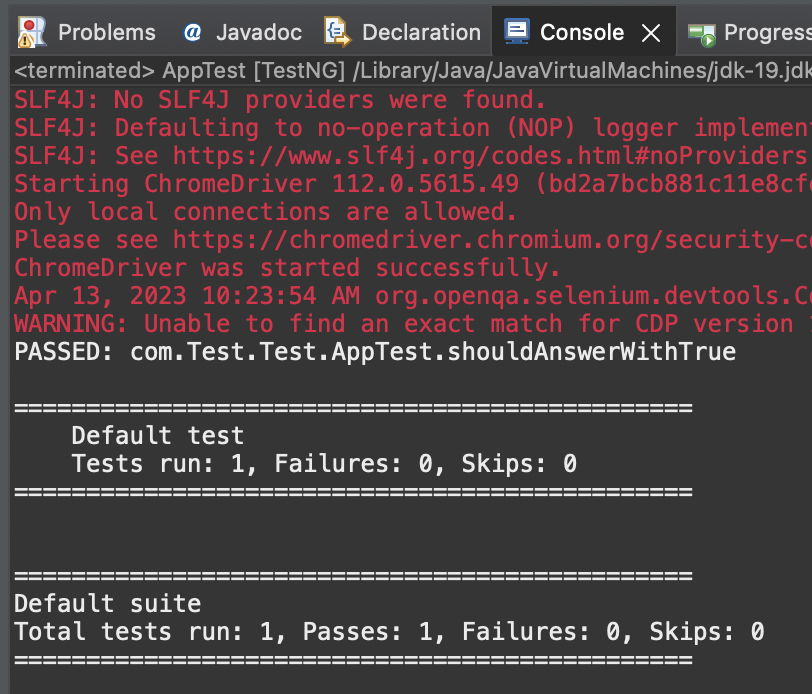 Problems @ Javadoc Declaration Console Progress
<terminated> AppTest [TestNG] /Library/Java/JavaVirtualMachines/jdk-19.jdk
SLF4J: No SLF4J providers were found.
SLF4J: Defaulting to no-operation (NOP) logger implemen
SLF4J: See https://www.slf4j.org/codes.html#noProviders
Starting ChromeDriver 112.0.5615.49 (bd2a7bcb881c11e8cf
Only local connections are allowed.
Please see https://chromedriver.chromium.org/security-c
ChromeDriver was started successfully.
Apr 13, 2023 10:23:54 AM org.openqa.selenium.devtools.C
WARNING: Unable to find an exact match for CDP version
PASSED: com.Test.Test.AppTest.shouldAnswerWithTrue
===============================================
Default test
Tests run: 1, Failures: 0, Skips: 0
===============================================
===============================================
Default suite
Total tests run: 1, Passes: 1, Failures: 0, Skips: 0
===============================================